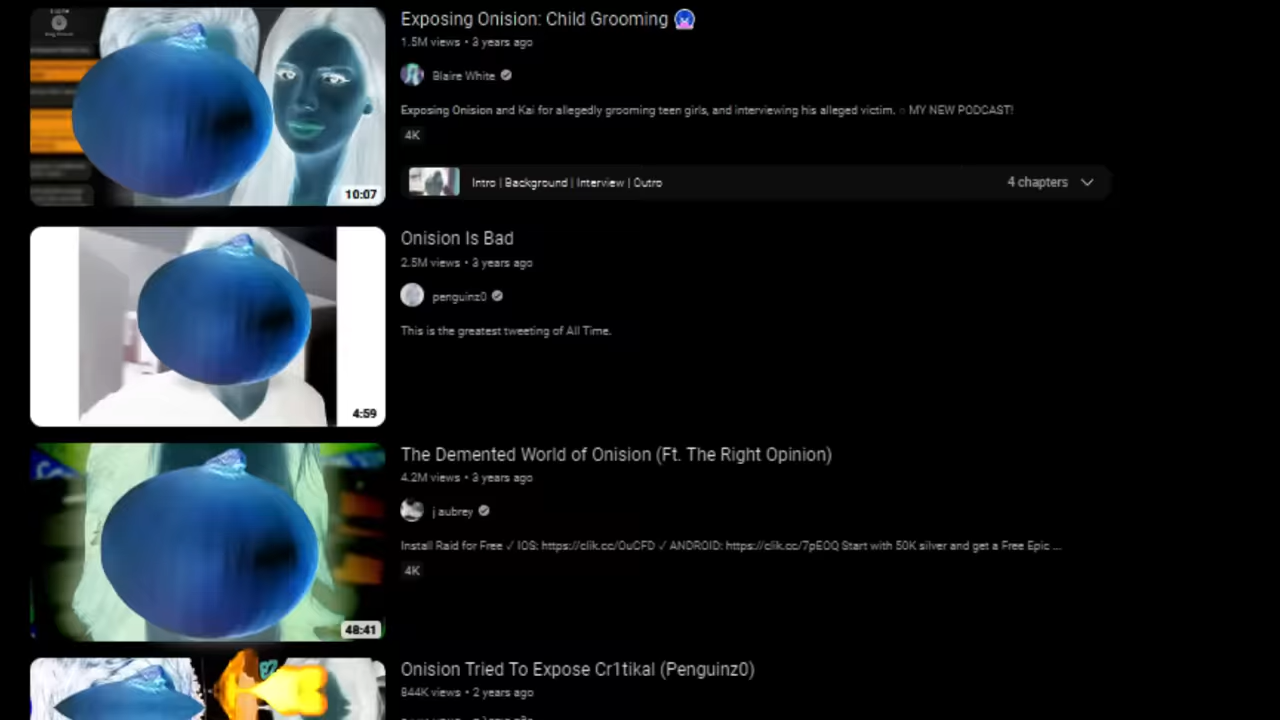 Exposing Onision: Child Grooming
1.5M views • 3 years ago
Blaire White
Exposing Onision and Kai for allegedly grooming teen girls, and interviewing his alleged victim. ○ MY NEW PODCAST!
4K
10:07
Intro | Background | Interview | Outro
4 chapters
Onision Is Bad
2.5M views • 3 years ago
penguinz0
This is the greatest tweeting of All Time.
4:59
The Demented World of Onision (Ft. The Right Opinion)
4.2M views • 3 years ago
j aubrey
Install Raid for Free ✓ IOS: https://clik.cc/0uCFD ✓ ANDROID: https://clik.cc/7pEOQ Start with 50K silver and get a Free Epic ...
4K
48:41
Onision Tried To Expose Cr1tikal (Penguinz0)
844K views • 2 years ago